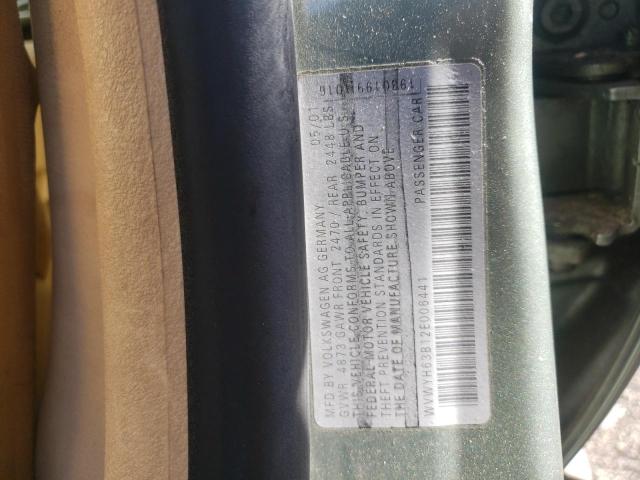 MFD BY VOLKSWAGEN AG GERMANY 05/01
GVWR 4873 GAWR FRONT 2470 / REAR 2448 LBS
THIS VEHICLE CONFORMS TO ALL APPLICABLE U.S.
FEDERAL MOTOR VEHICLE SAFETY, BUMPER AND
THEFT PREVENTION STANDARDS IN EFFECT ON
THE DATE OF MANUFACTURE SHOWN ABOVE
WVWYH63B12E006441 PASSENGER CAR